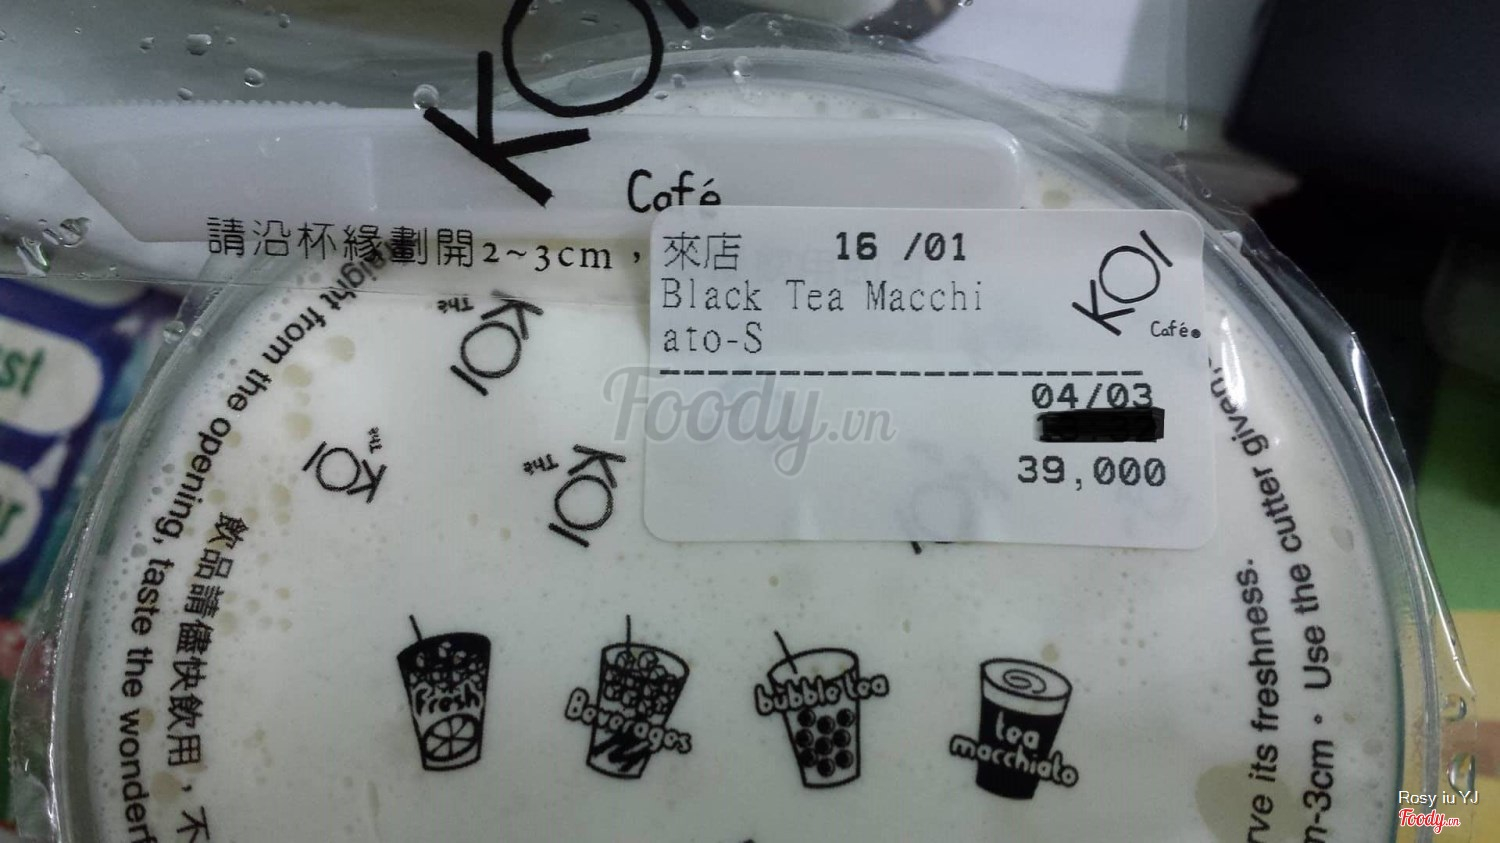 KOI
Café
請沿杯緣劃開2~3cm，
來店 16 /01
Black Tea Macchi
ato-S
04/03
39,000
KOI
Café
KOI Thé
KOI Thé
KOI Thé
Foody.vn
from the opening, taste the
飲品請儘快飲用，不
Fresh
Beverages
bubble tea
tea
macchiato
its freshness.
3cm。Use the cutter given
Rosy iu YJ
Foody.vn